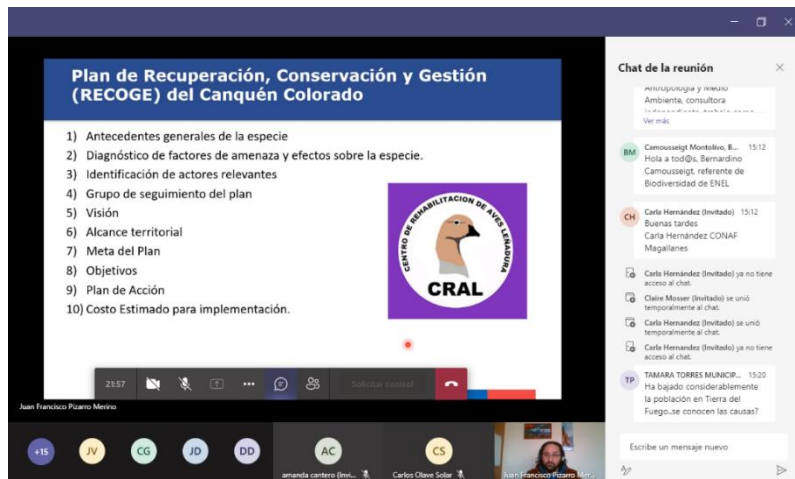 Plan de Recuperación, Conservación y Gestión
(RECOGE) del Canquén Colorado
1) Antecedentes generales de la especie
2) Diagnóstico de factores de amenaza y efectos sobre la especie.
3) Identificación de actores relevantes
4) Grupo de seguimiento del plan
5) Visión
6) Alcance territorial
7) Meta del Plan
8) Objetivos
9) Plan de Acción
10) Costo Estimado para implementación.
CENTRO DE REHABILITACION DE AVES LEÑADURA
CRAL
21:57
Solicitar control
Juan Francisco Pizarro Merino
+15
JV
CG
JD
DD
AC
amanda cantero (Invi...
CS
Carlos Olave Solar
Juan Francisco Pizarro Mer...
Chat de la reunión
Antropología y Medio
Ambiente, consultora
Ver más
BM
Camousseigt Montolivo, B... 15:12
Hola a tod@s, Bernardino
Camousseigt, referente de
Biodiversidad de ENEL
CH
Carla Hernández (Invitado) 15:12
Buenas tardes
Carla Hernández CONAF
Magallanes
Carla Hernández (Invitado) ya no tiene
acceso al chat.
Claire Mosser (Invitado) se unió
temporalmente al chat.
Carla Hernandez (Invitado) se unió
temporalmente al chat.
Carla Hernandez (Invitado) ya no tiene
acceso al chat.
TP
TAMARA TORRES MUNICIP... 15:20
Ha bajado considerablemente
la población en Tierra del
Fuego..se conocen las causas?
Escribe un mensaje nuevo